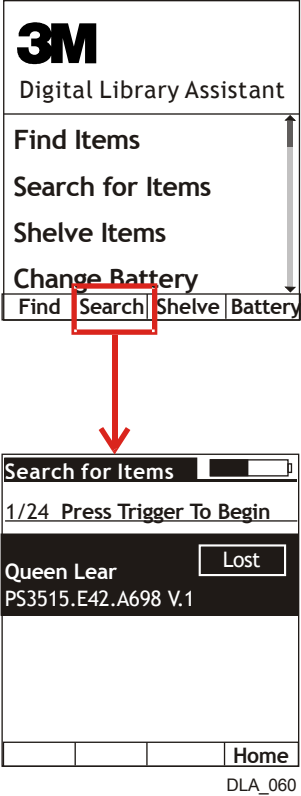 3M
Digital Library Assistant
Find Items
Search for Items
Shelve Items
Change Battery
Find Search Shelve Battery
Search for Items
1/24 Press Trigger To Begin
Lost
Queen Lear
PS3515.E42.A698 V.1
Home
DLA_060